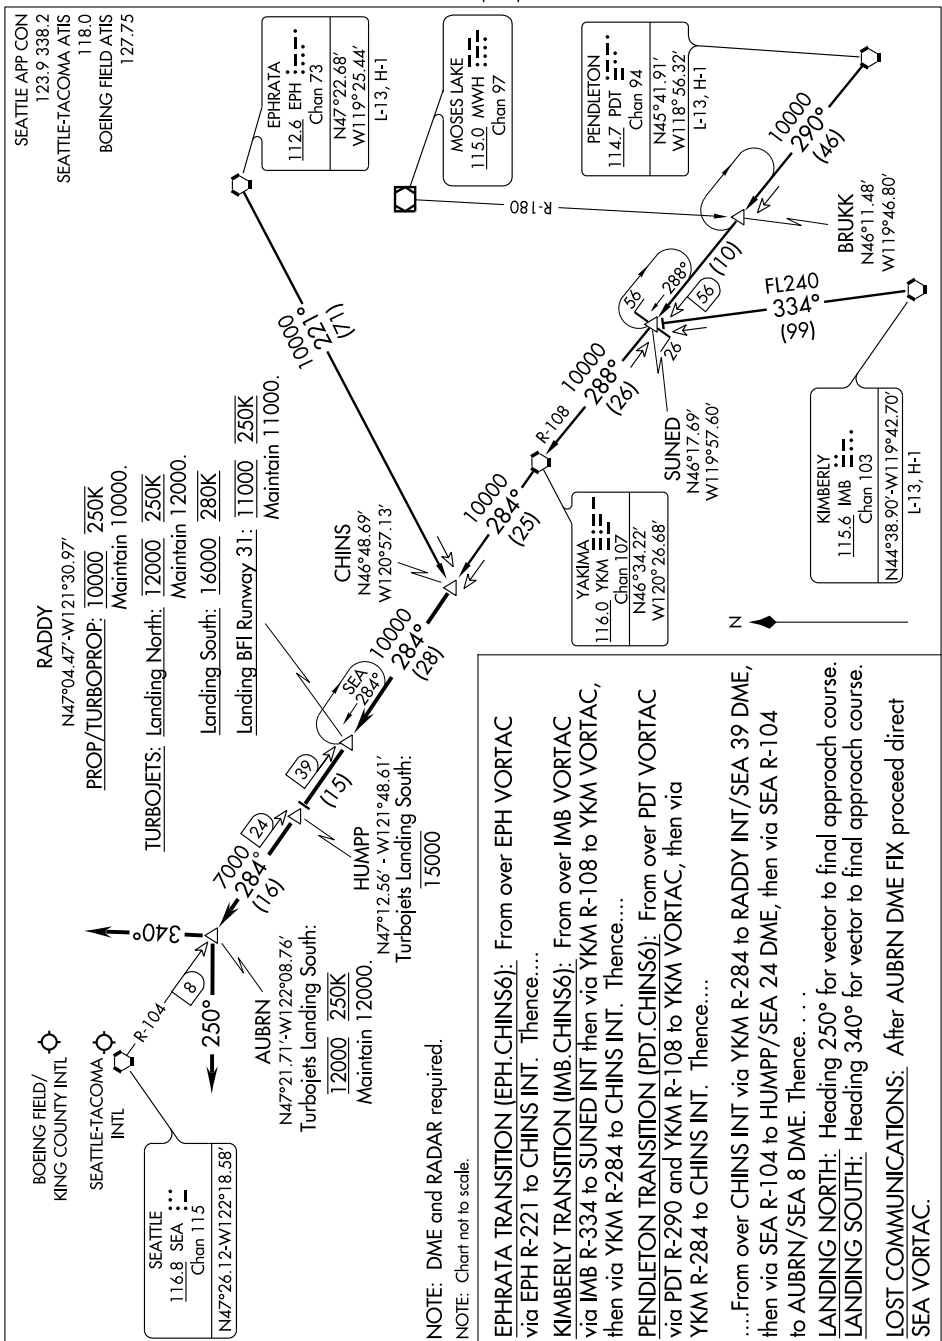 SEATTLE APP CON
123.9 338.2
SEATTLE-TACOMA ATIS
118.0
BOEING FIELD ATIS
127.75
EPHRATA
112.6 EPH
Chan 73
N47°22.68'
W119°25.44'
L-13, H-1
MOSES LAKE
115.0 MWH
Chan 97
PENDLETON
114.7 PDT
Chan 94
N45°41.91'
W118°56.32'
L-13, H-1
10000
221°
(71)
R-180
10000
290°
(46)
BRUKK
N46°11.48'
W119°46.80'
(10)
56
56
288°
26
FL240
334°
(99)
SUNED
N46°17.69'
W119°57.60'
10000
288°
(26)
R-108
KIMBERLY
115.6 IMB
Chan 103
N44°38.90'-W119°42.70'
L-13, H-1
YAKIMA
116.0 YKM
Chan 107
N46°34.22'
W120°26.68'
N
10000
284°
(25)
CHINS
N46°48.69'
W120°57.13'
10000
284°
(28)
SEA
284°
RADDY
N47°04.47'-W121°30.97'
PROP/TURBOPROP: 10000 250K
Maintain 10000.
TURBOJETS: Landing North: 12000 250K
Maintain 12000.
Landing South: 16000 280K
Landing BFI Runway 31: 11000 250K
Maintain 11000.
39
(15)
HUMPP
N47°12.56' - W121°48.61'
Turbojets Landing South:
15000
24
7000
284°
(16)
340°
250°
8
R-104
AUBRN
N47°21.71'-W122°08.76'
Turbojets Landing South:
12000 250K
Maintain 12000.
BOEING FIELD/
KING COUNTY INTL
SEATTLE-TACOMA
INTL
SEATTLE
116.8 SEA
Chan 115
N47°26.12-W122°18.58'
NOTE: DME and RADAR required.
NOTE: Chart not to scale.
EPHRATA TRANSITION (EPH.CHINS6): From over EPH VORTAC
via EPH R-221 to CHINS INT. Thence....
KIMBERLY TRANSITION (IMB.CHINS6): From over IMB VORTAC
via IMB R-334 to SUNED INT then via YKM R-108 to YKM VORTAC,
then via YKM R-284 to CHINS INT. Thence....
PENDLETON TRANSITION (PDT.CHINS6): From over PDT VORTAC
via PDT R-290 and YKM R-108 to YKM VORTAC, then via
YKM R-284 to CHINS INT. Thence....
....From over CHINS INT via YKM R-284 to RADDY INT/SEA 39 DME,
then via SEA R-104 to HUMPP/SEA 24 DME, then via SEA R-104
to AUBRN/SEA 8 DME. Thence. . . .
LANDING NORTH: Heading 250° for vector to final approach course.
LANDING SOUTH: Heading 340° for vector to final approach course.
LOST COMMUNICATIONS: After AUBRN DME FIX proceed direct
SEA VORTAC.